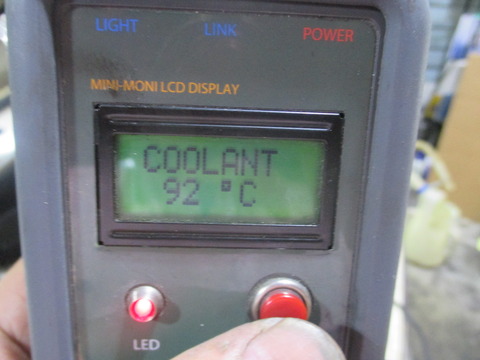 LIGHT LINK POWER
MINI-MONI LCD DISPLAY
COOLANT
92 °C
LED